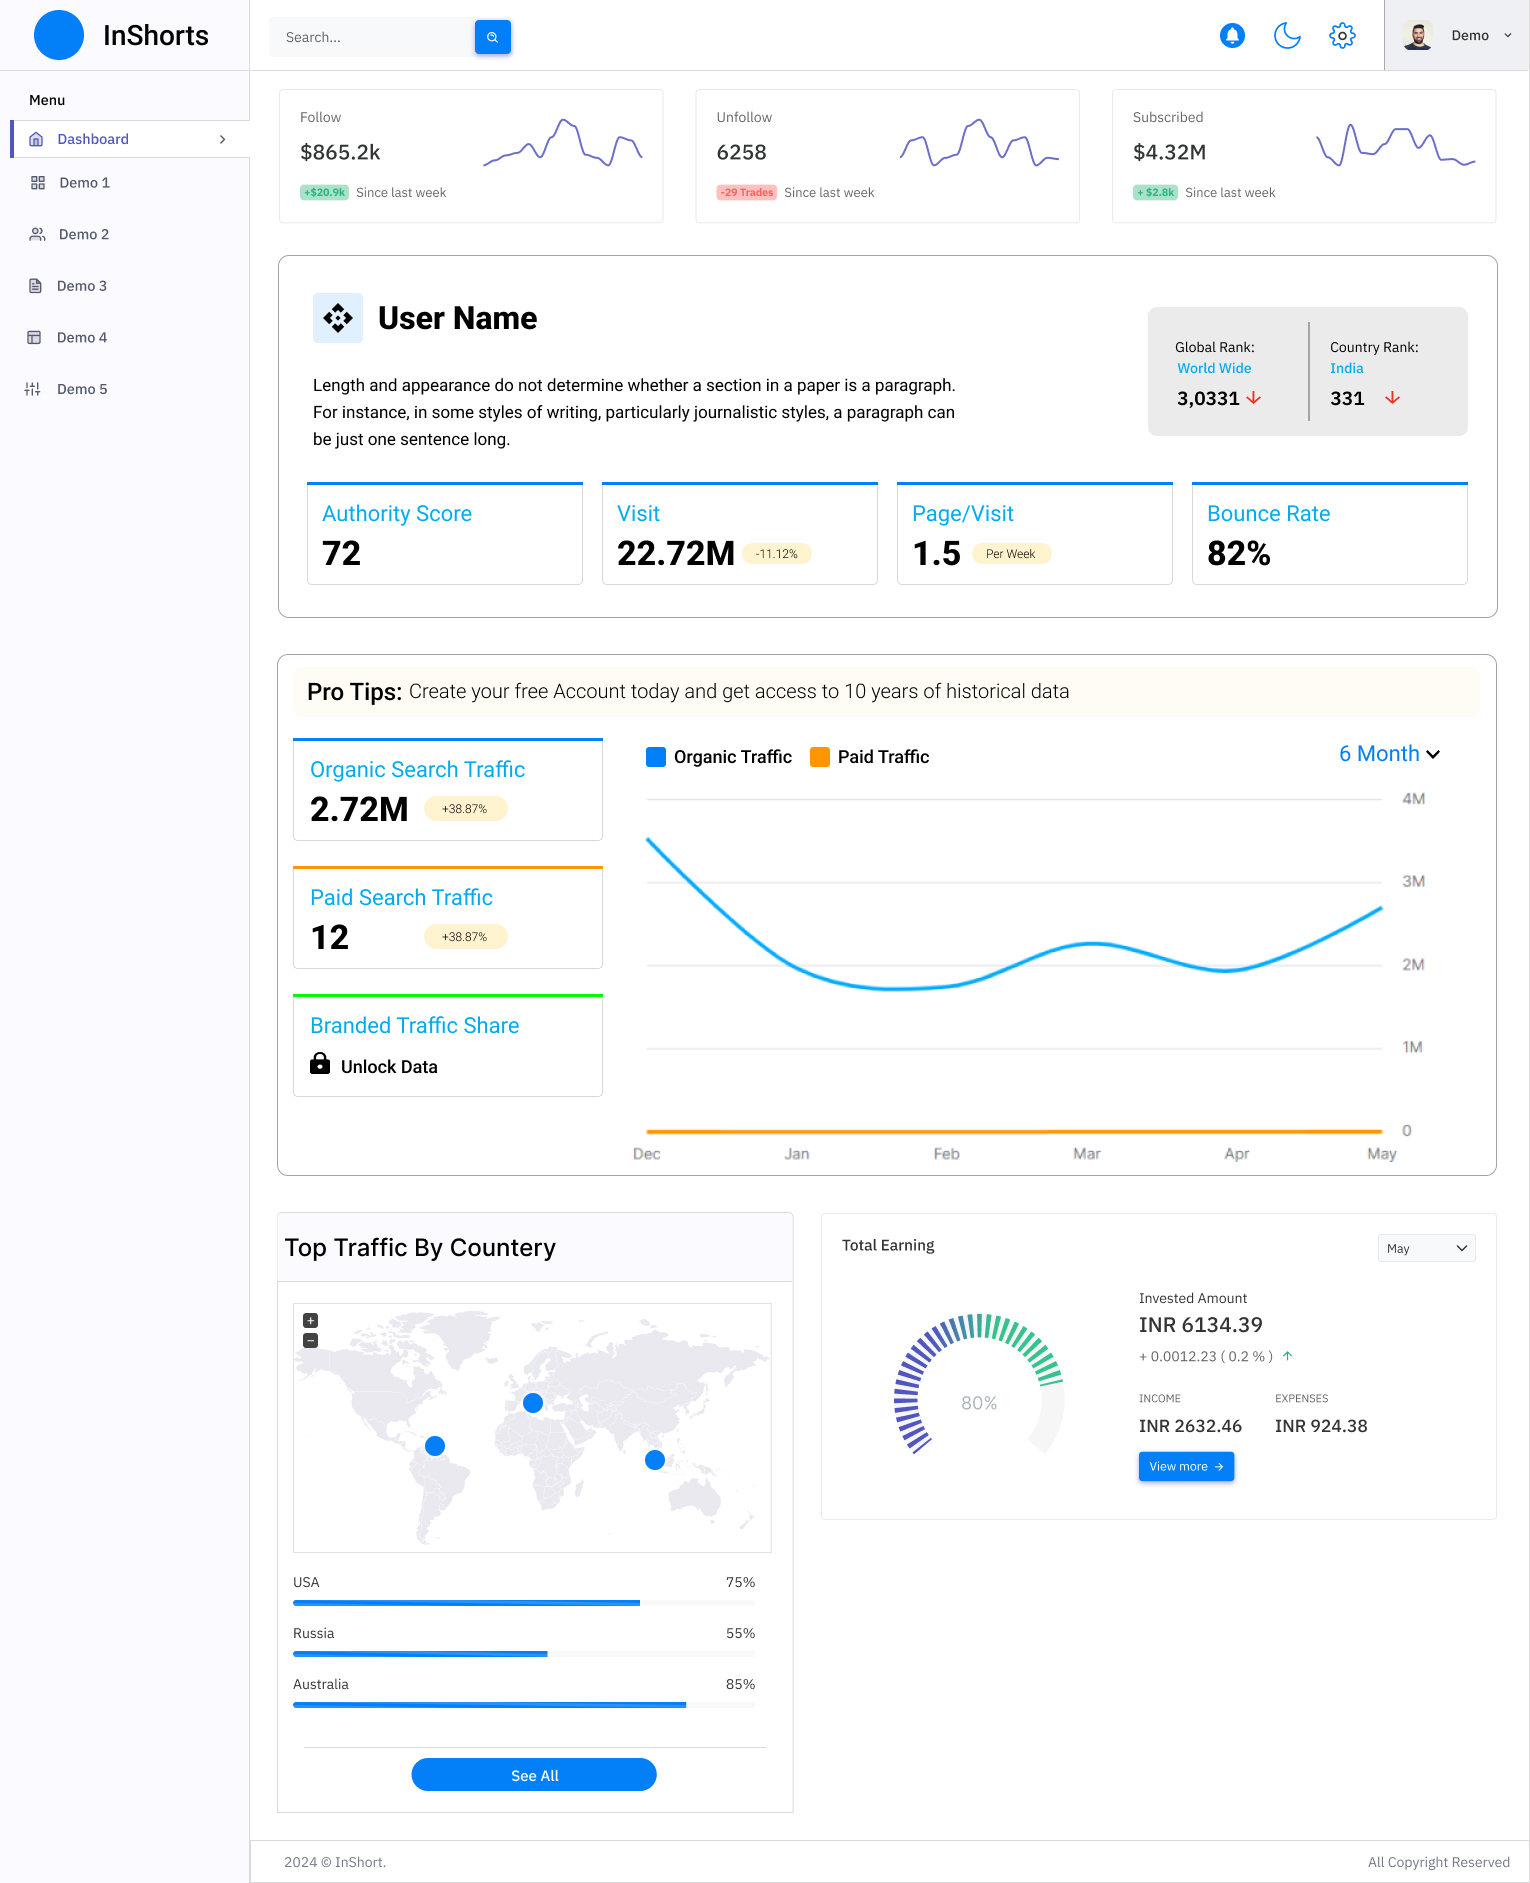 InShorts
Search...
Demo
Menu
Dashboard
Demo 1
Demo 2
Demo 3
Demo 4
Demo 5
Follow
$865.2k
+$20.9k Since last week
Unfollow
6258
-29 Trades Since last week
Subscribed
$4.32M
+ $2.8k Since last week
User Name
Length and appearance do not determine whether a section in a paper is a paragraph.
For instance, in some styles of writing, particularly journalistic styles, a paragraph can
be just one sentence long.
Global Rank:
World Wide
3,0331
Country Rank:
India
331
Authority Score
72
Visit
22.72M -11.12%
Page/Visit
1.5 Per Week
Bounce Rate
82%
Pro Tips: Create your free Account today and get access to 10 years of historical data
Organic Search Traffic
2.72M +38.87%
Paid Search Traffic
12 +38.87%
Branded Traffic Share
Unlock Data
Organic Traffic Paid Traffic
6 Month
4M
3M
2M
1M
0
Dec Jan Feb Mar Apr May
Top Traffic By Countery
+
−
USA 75%
Russia 55%
Australia 85%
See All
Total Earning
May
80%
Invested Amount
INR 6134.39
+ 0.0012.23 ( 0.2 % )
INCOME EXPENSES
INR 2632.46 INR 924.38
View more
2024 © InShort.
All Copyright Reserved